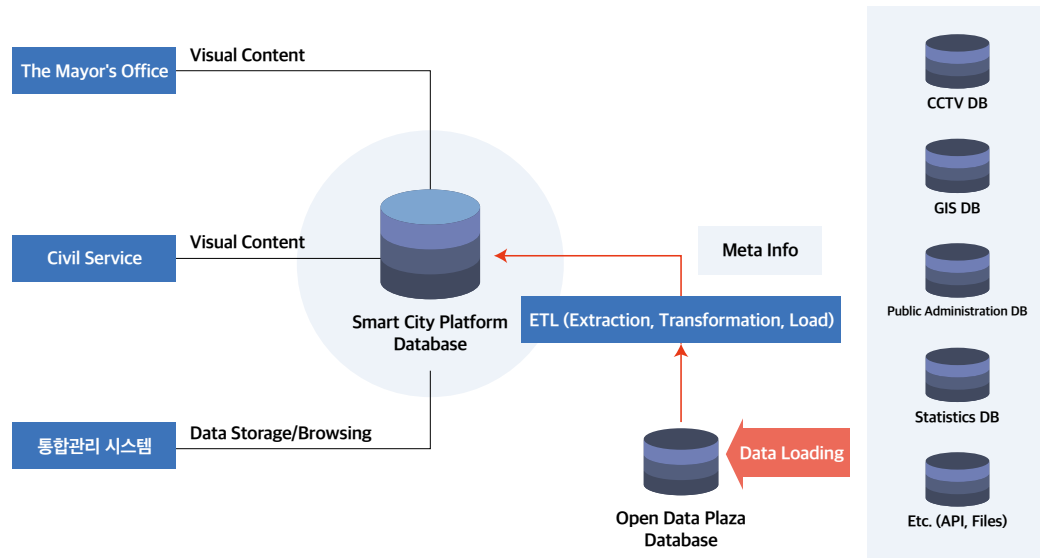 The Mayor's Office
Visual Content
Civil Service
Visual Content
통합관리 시스템
Data Storage/Browsing
Smart City Platform
Database
Meta Info
ETL (Extraction, Transformation, Load)
Data Loading
Open Data Plaza
Database
CCTV DB
GIS DB
Public Administration DB
Statistics DB
Etc. (API, Files)